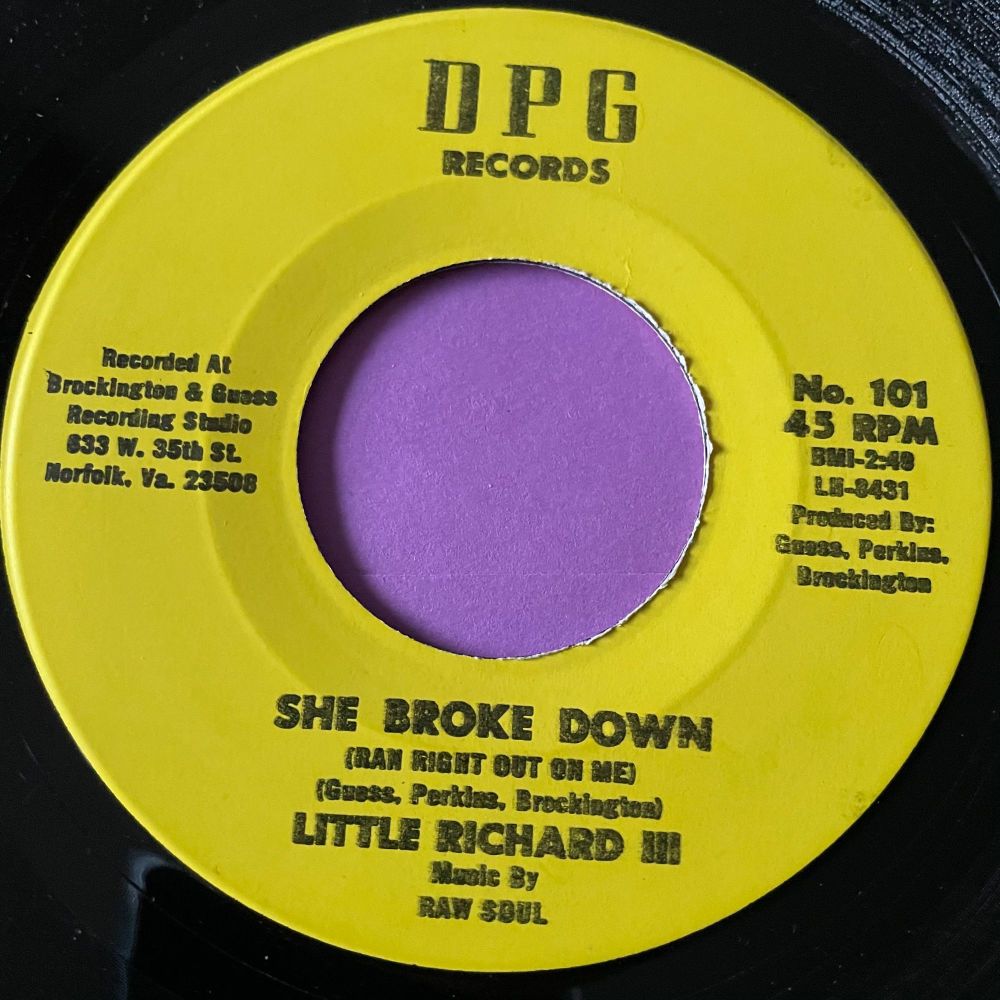 DPG
RECORDS
Recorded At
Brockington & Guess
Recording Studio
633 W. 35th St.
Norfolk, Va. 23508
No. 101
45 RPM
BMI-2:48
LH-8431
Produced By:
Guess, Perkins,
Brockington
SHE BROKE DOWN
(RAN RIGHT OUT ON ME)
(Guess, Perkins, Brockington)
LITTLE RICHARD III
Music By
RAW SOUL